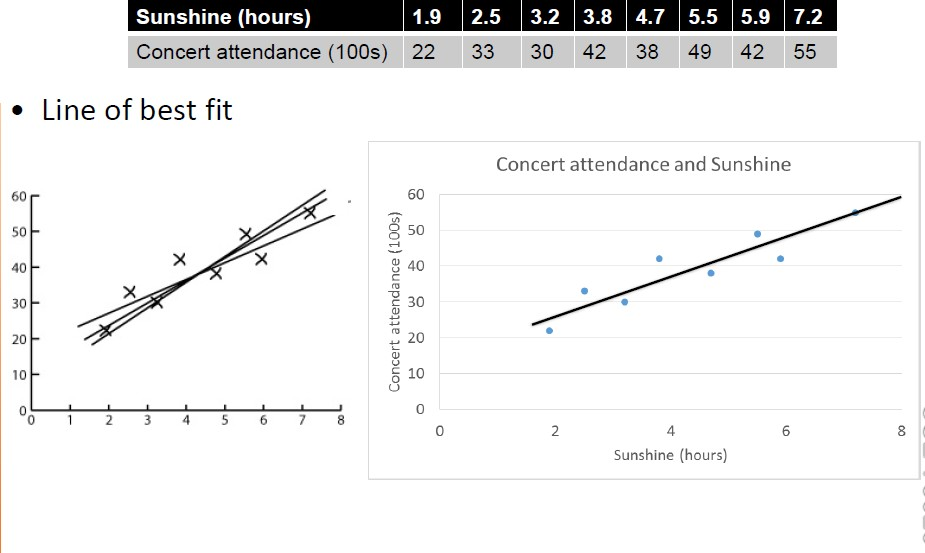 Sunshine (hours) 1.9 2.5 3.2 3.8 4.7 5.5 5.9 7.2
Concert attendance (100s) 22 33 30 42 38 49 42 55
• Line of best fit
60
50
40
30
20
10
0
0 1 2 3 4 5 6 7 8
Concert attendance and Sunshine
Concert attendance (100s)
60
50
40
30
20
10
0
0 2 4 6 8
Sunshine (hours)